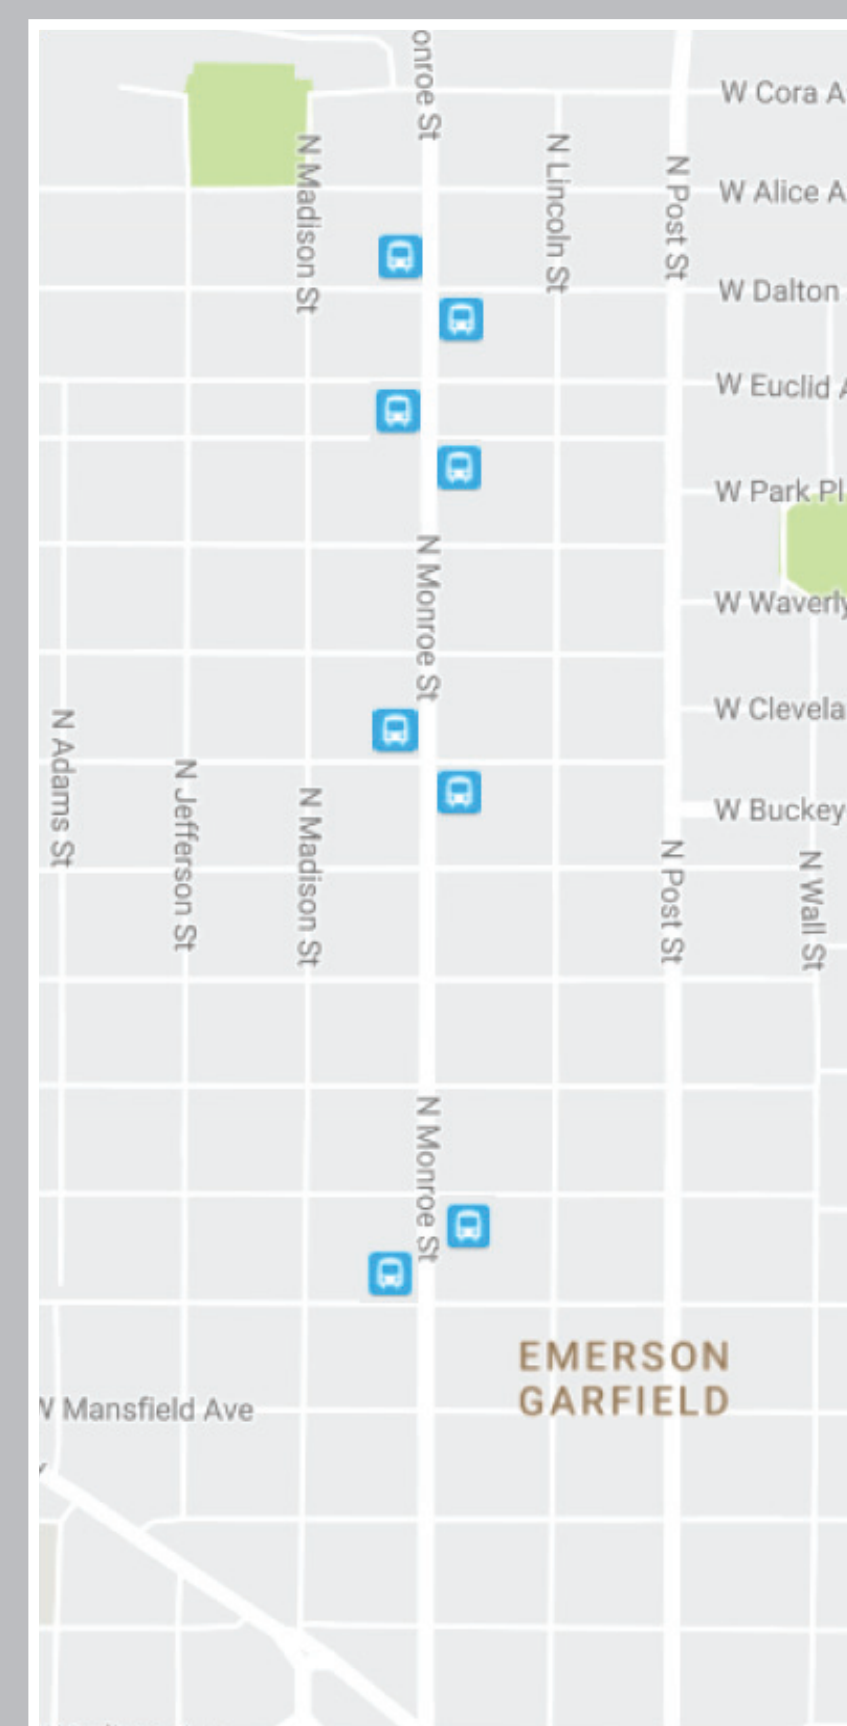 onroe St
W Cora A
N Madison St
N Lincoln St
N Post St
W Alice A
W Dalton
W Euclid A
W Park Pl
N Monroe St
W Waverly
W Clevela
N Adams St
N Jefferson St
N Madison St
W Buckey
N Post St
N Wall St
N Monroe St
EMERSON
GARFIELD
W Mansfield Ave